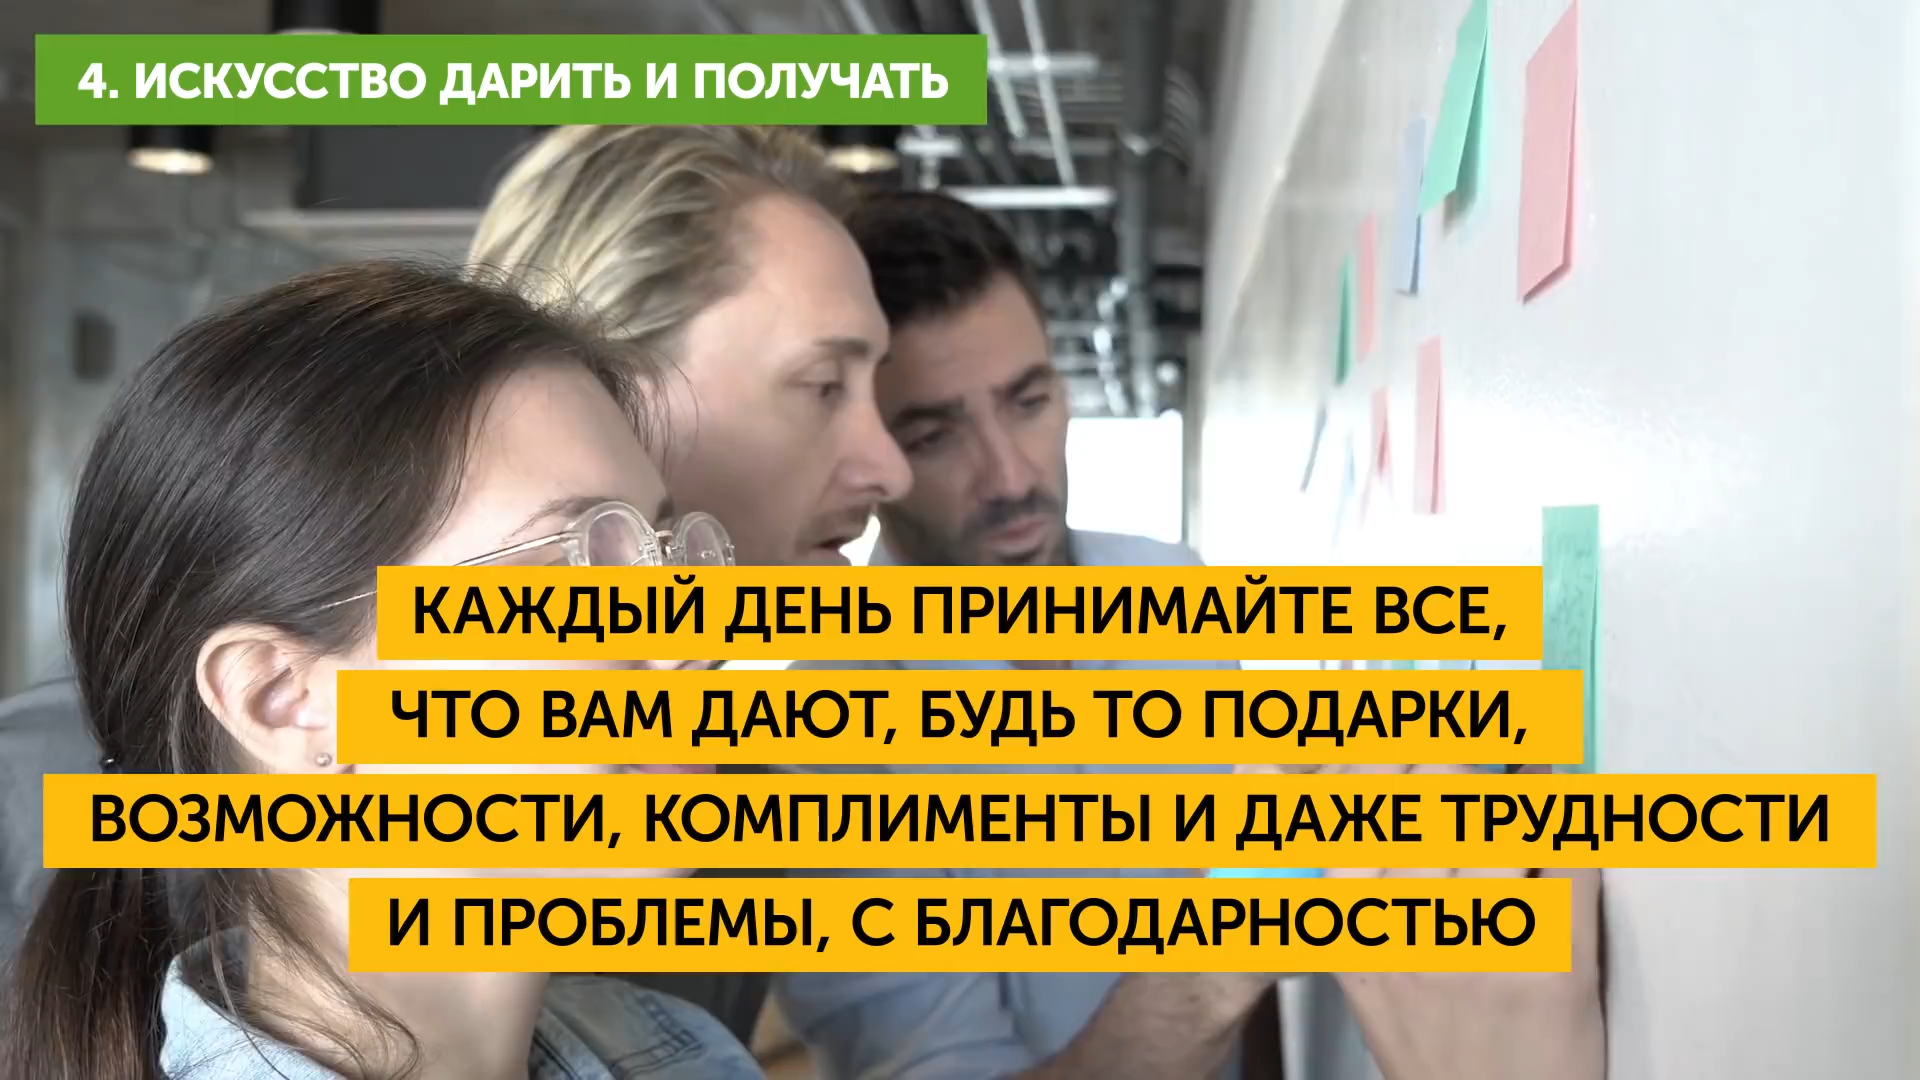 4. ИСКУССТВО ДАРИТЬ И ПОЛУЧАТЬ
КАЖДЫЙ ДЕНЬ ПРИНИМАЙТЕ ВСЕ,
ЧТО ВАМ ДАЮТ, БУДЬ ТО ПОДАРКИ,
ВОЗМОЖНОСТИ, КОМПЛИМЕНТЫ И ДАЖЕ ТРУДНОСТИ
И ПРОБЛЕМЫ, С БЛАГОДАРНОСТЬЮ